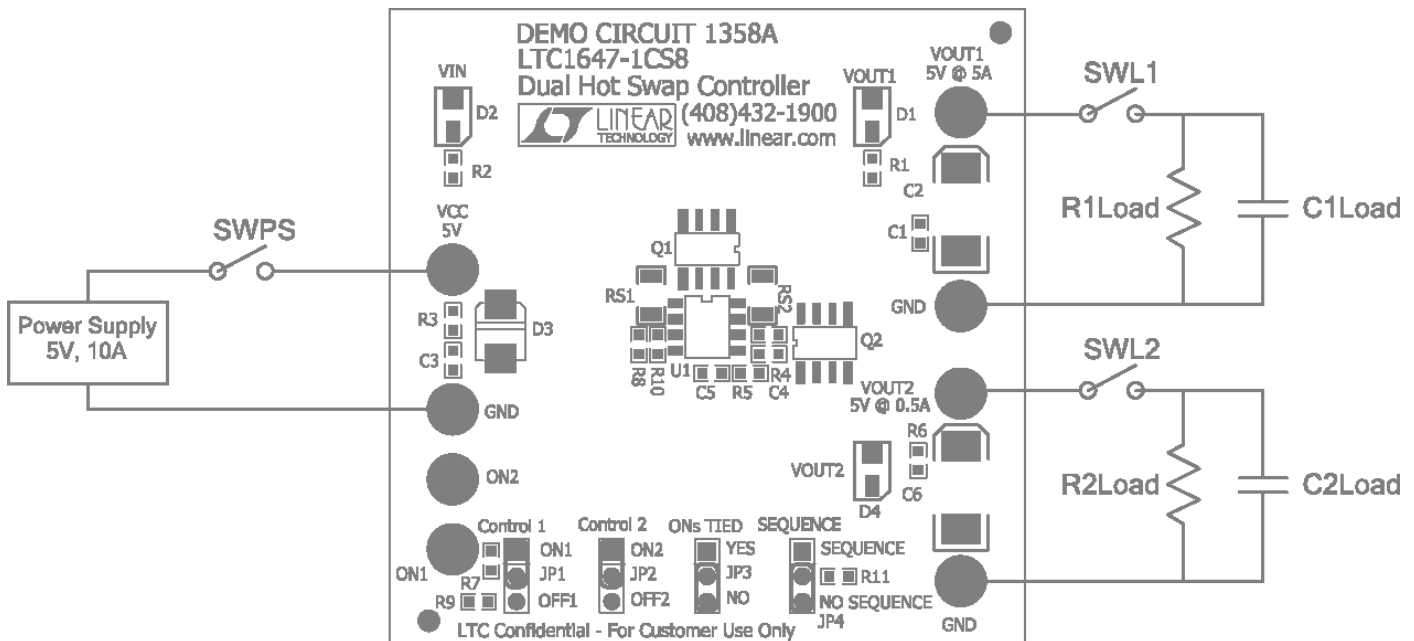 DEMO CIRCUIT 1358A
LTC1647-1CS8
Dual Hot Swap Controller
LINEAR
TECHNOLOGY
(408)432-1900
www.linear.com
VIN
D2
R2
VOUT1
D1
R1
VOUT1
5V @ 5A
C2
C1
GND
SWL1
R1Load
C1Load
SWPS
Power Supply
5V, 10A
VCC
5V
R3
C3
D3
GND
ON2
ON1
Q1
RS1
RS2
Q2
R8
R10
U1
C5
R5
R4
C4
VOUT2
5V @ 0.5A
R6
C6
VOUT2
D4
GND
SWL2
R2Load
C2Load
Control 1
ON1
JP1
OFF1
R7
R9
Control 2
ON2
JP2
OFF2
ONs TIED
YES
JP3
NO
SEQUENCE
SEQUENCE
R11
NO SEQUENCE
JP4
LTC Confidential - For Customer Use Only